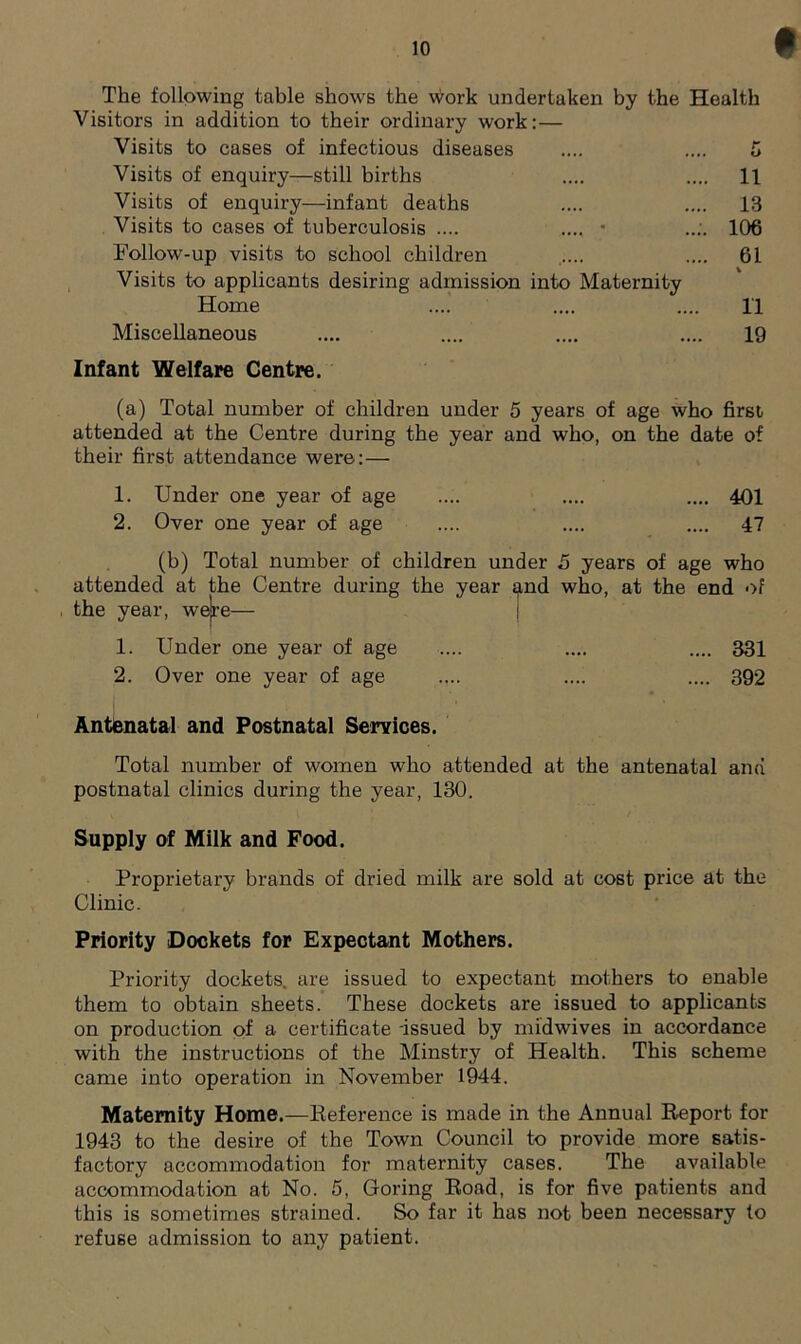 10
The following table shows the work undertaken by the Health
Visitors in addition to their ordinary work:—
Visits to cases of infectious diseases .... .... 5
Visits of enquiry—still births .... .... 11
Visits of enquiry—infant deaths .... .... 13
Visits to cases of tuberculosis .... .... .... 106
Follow-up visits to school children .... .... 61
Visits to applicants desiring admission into Maternity
Home .... .... .... 11
Miscellaneous .... .... .... .... 19
Infant Welfare Centre.
(a) Total number of children under 5 years of age who first
attended at the Centre during the year and who, on the date of
their first attendance were:—
1. Under one year of age .... .... .... 401
2. Over one year of age .... .... .... 47
(b) Total number of children under 5 years of age who
attended at the Centre during the year and who, at the end of
the year, were—
1. Under one year of age .... .... .... 331
2. Over one year of age .... .... .... 392
Antenatal and Postnatal Services.
Total number of women who attended at the antenatal and
postnatal clinics during the year, 130.
Supply of Milk and Food.
Proprietary brands of dried milk are sold at cost price at the
Clinic.
Priority Dockets for Expectant Mothers.
Priority dockets. are issued to expectant mothers to enable
them to obtain sheets. These dockets are issued to applicants
on production of a certificate issued by midwives in accordance
with the instructions of the Minstry of Health. This scheme
came into operation in November 1944.
Maternity Home.—Reference is made in the Annual Report for
1943 to the desire of the Town Council to provide more satis-
factory accommodation for maternity cases. The available
accommodation at No. 5, Goring Road, is for five patients and
this is sometimes strained. So far it has not been necessary to
refuse admission to any patient.